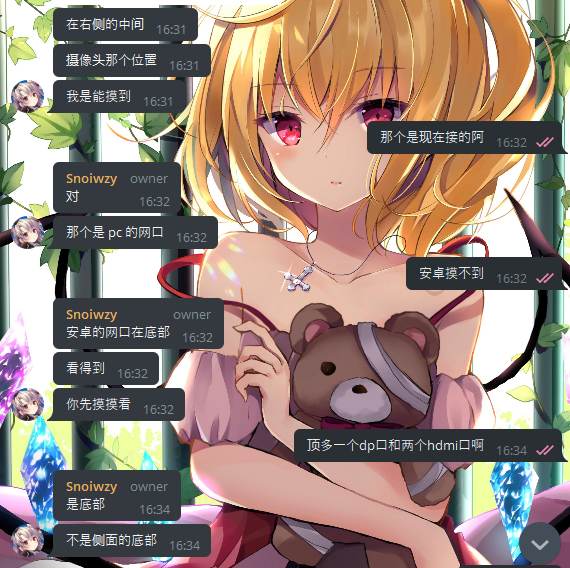 在右侧的中间 16:31
摄像头那个位置 16:31
我是能摸到 16:31
那个是现在接的阿 16:32
Snoiwzy owner
对 16:32
那个是 pc 的网口 16:32
安卓摸不到 16:32
Snoiwzy owner
安卓的网口在底部 16:32
看得到 16:32
你先摸摸看 16:32
顶多一个dp口和两个hdmi口啊 16:34
Snoiwzy owner
是底部 16:34
不是侧面的底部 16:34